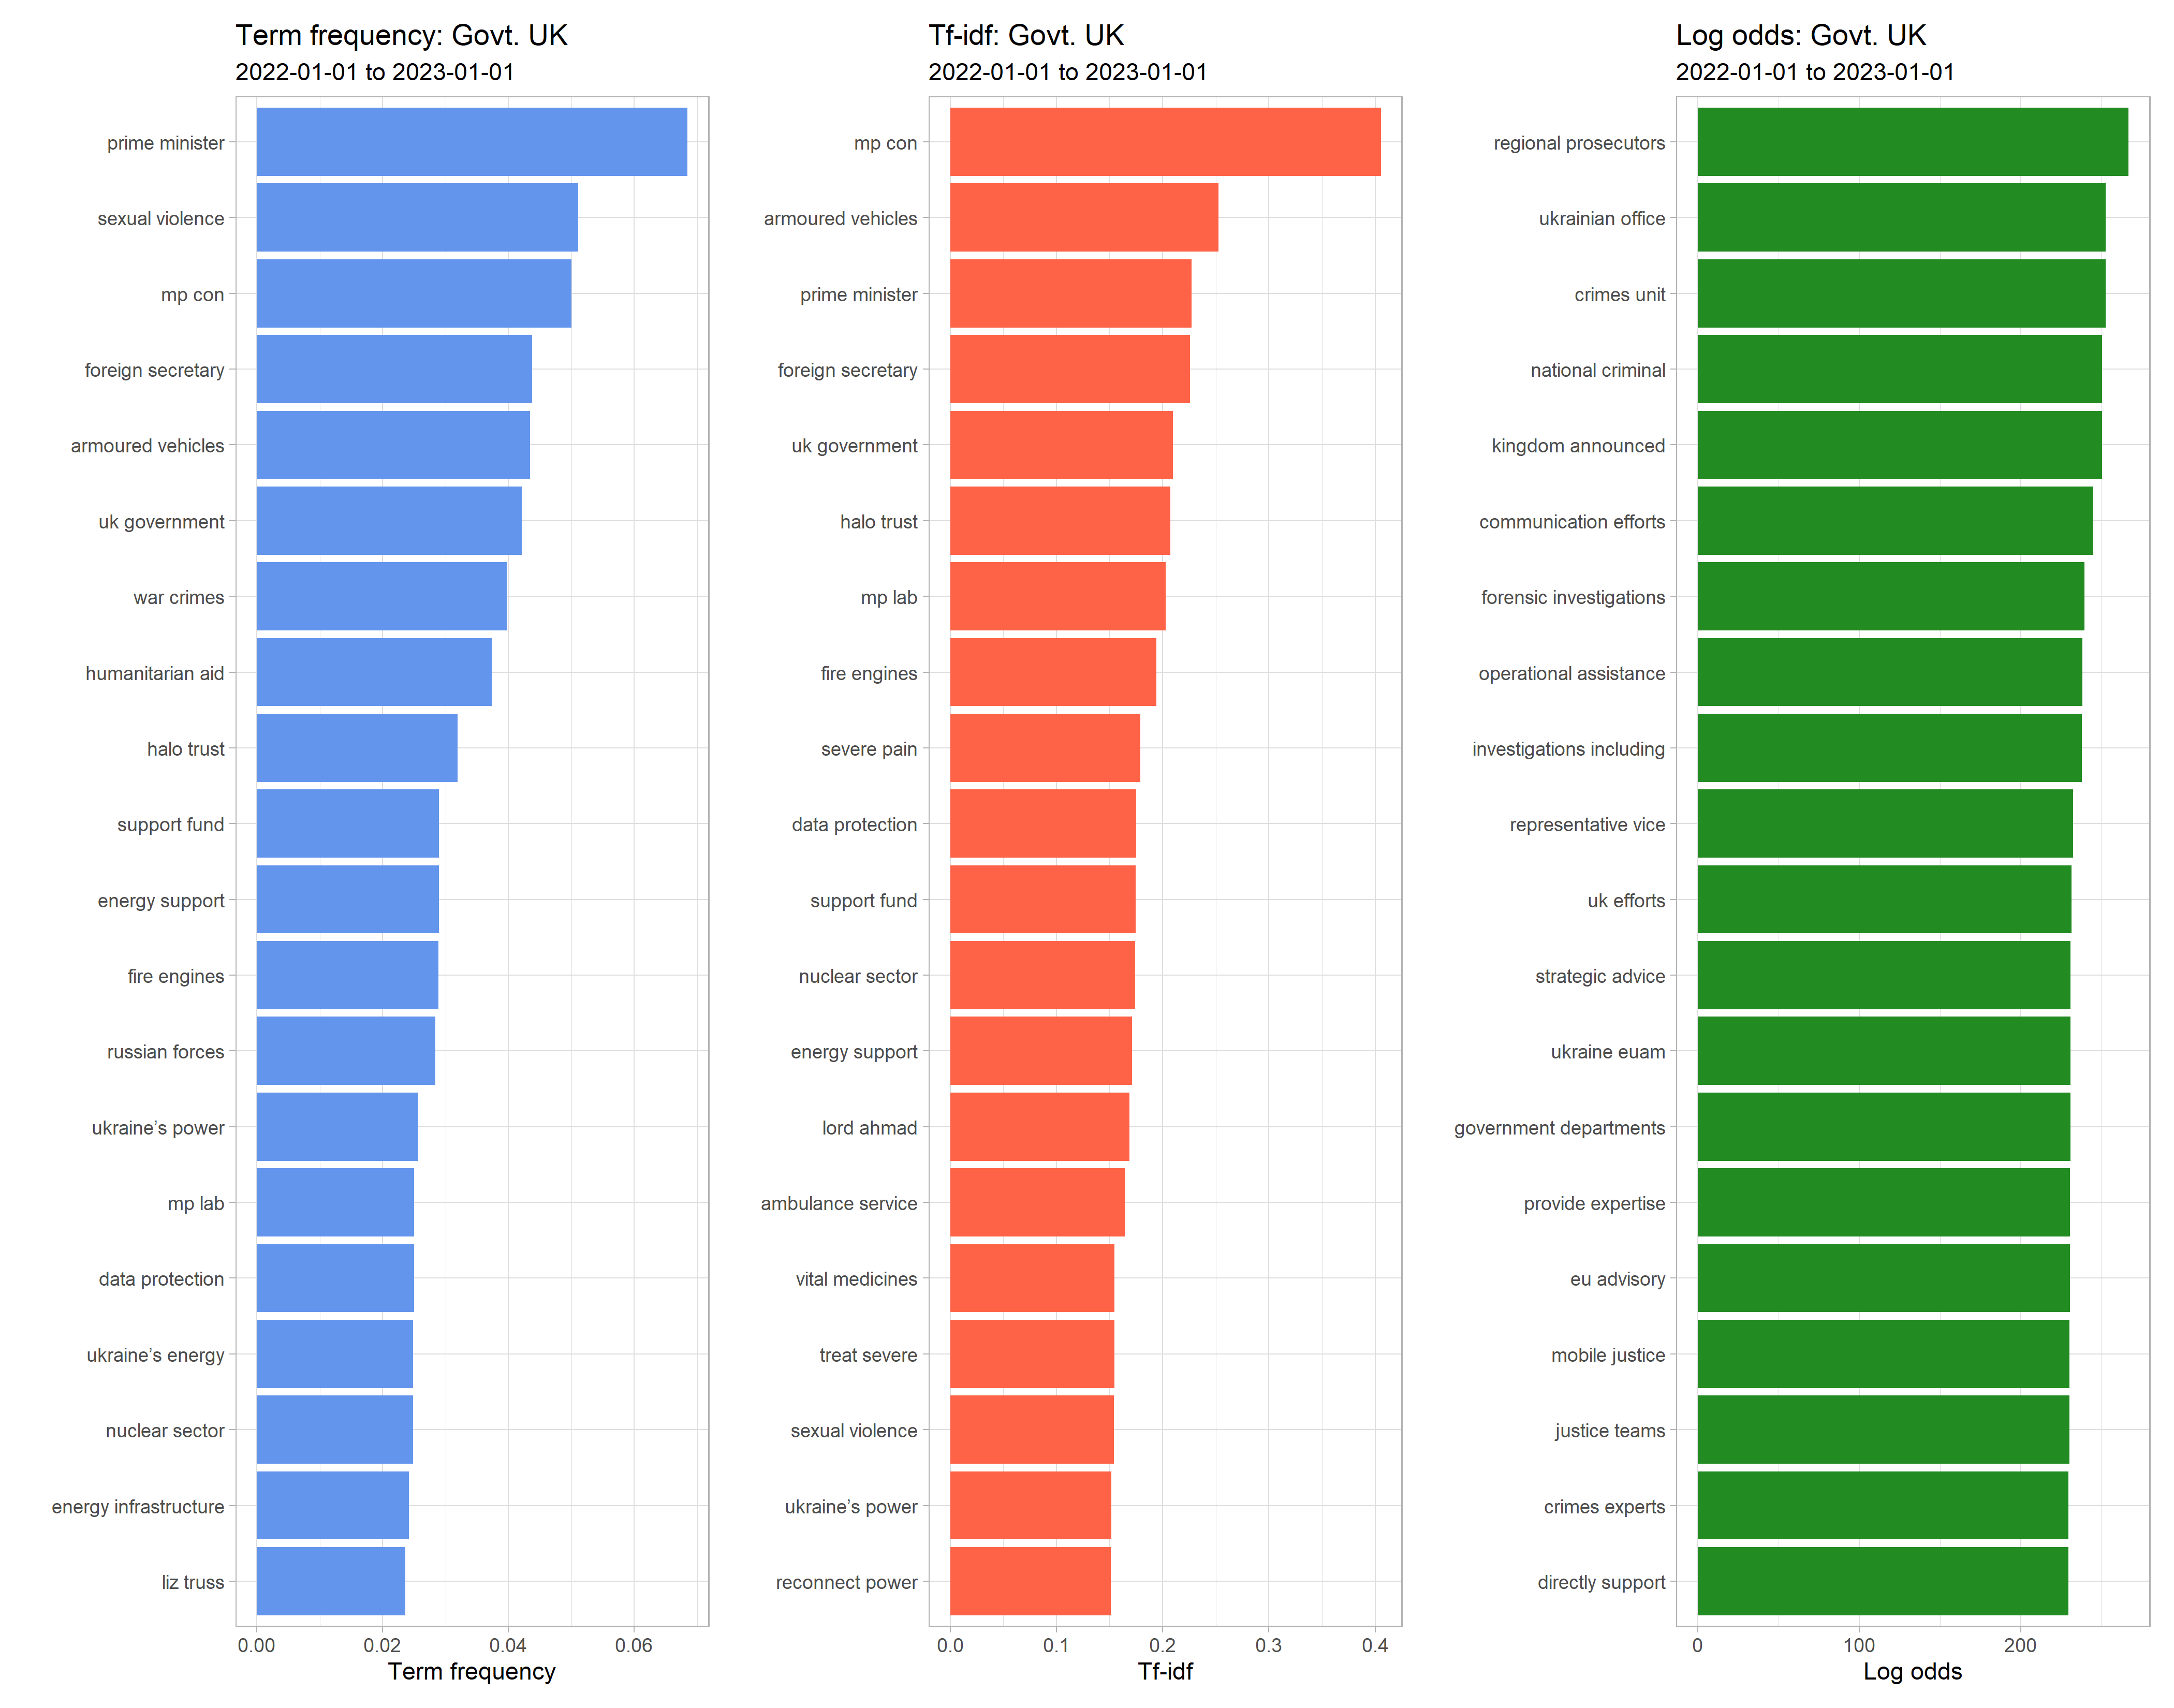 Term frequency: Govt. UK
2022-01-01 to 2023-01-01
prime minister
sexual violence
mp con
foreign secretary
armoured vehicles
uk government
war crimes
humanitarian aid
halo trust
support fund
energy support
fire engines
russian forces
ukraine’s power
mp lab
data protection
ukraine’s energy
nuclear sector
energy infrastructure
liz truss
0.00 0.02 0.04 0.06
Term frequency
Tf-idf: Govt. UK
2022-01-01 to 2023-01-01
mp con
armoured vehicles
prime minister
foreign secretary
uk government
halo trust
mp lab
fire engines
severe pain
data protection
support fund
nuclear sector
energy support
lord ahmad
ambulance service
vital medicines
treat severe
sexual violence
ukraine’s power
reconnect power
0.0 0.1 0.2 0.3 0.4
Tf-idf
Log odds: Govt. UK
2022-01-01 to 2023-01-01
regional prosecutors
ukrainian office
crimes unit
national criminal
kingdom announced
communication efforts
forensic investigations
operational assistance
investigations including
representative vice
uk efforts
strategic advice
ukraine euam
government departments
provide expertise
eu advisory
mobile justice
justice teams
crimes experts
directly support
0 100 200
Log odds